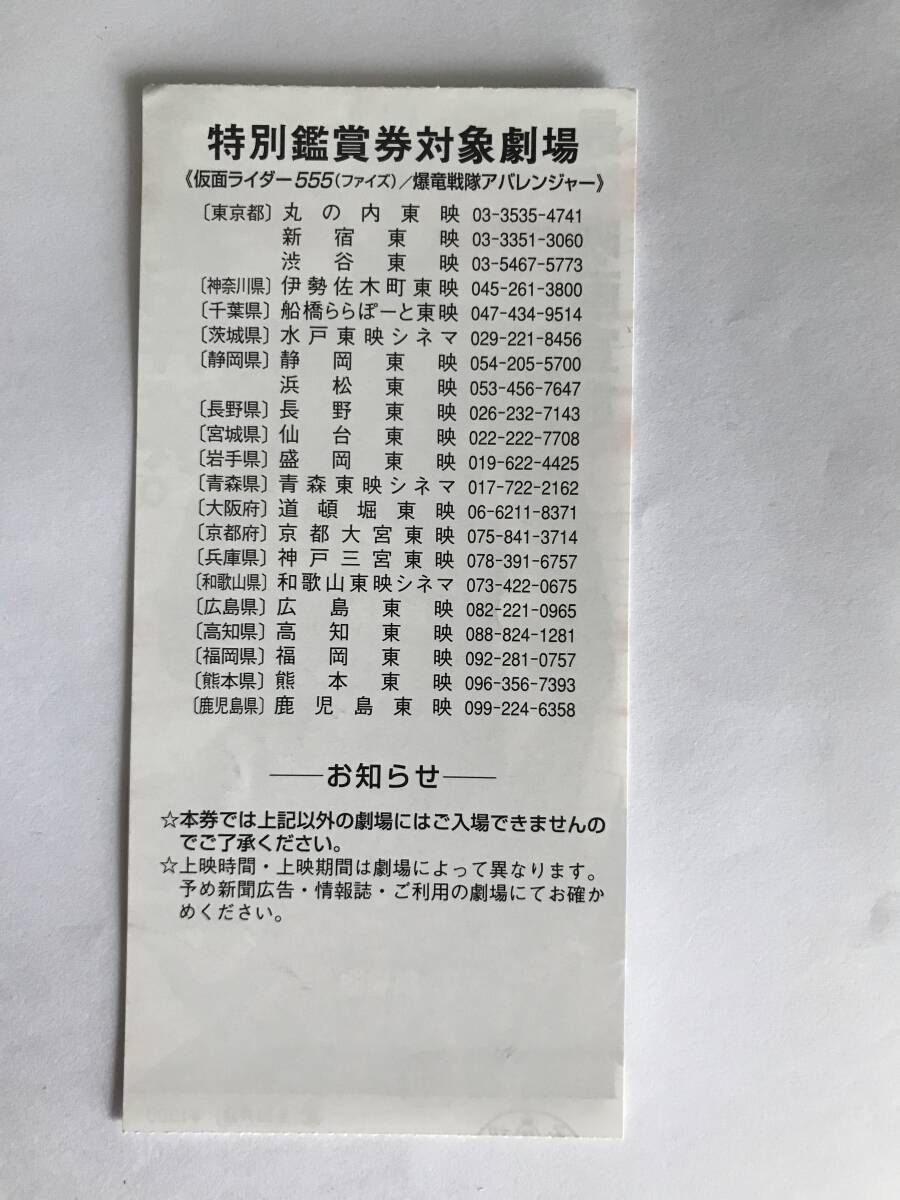 特別鑑賞券対象劇場
《仮面ライダー555(ファイズ)/爆竜戦隊アバレンジャー》
〔東京都〕丸の内東映 03-3535-4741
新宿東映 03-3351-3060
渋谷東映 03-5467-5773
〔神奈川県〕伊勢佐木町東映 045-261-3800
〔千葉県〕船橋ららぽーと東映 047-434-9514
〔茨城県〕水戸東映シネマ 029-221-8456
〔静岡県〕静岡東映 054-205-5700
浜松東映 053-456-7647
〔長野県〕長野東映 026-232-7143
〔宮城県〕仙台東映 022-222-7708
〔岩手県〕盛岡東映 019-622-4425
〔青森県〕青森東映シネマ 017-722-2162
〔大阪府〕道頓堀東映 06-6211-8371
〔京都府〕京都大宮東映 075-841-3714
〔兵庫県〕神戸三宮東映 078-391-6757
〔和歌山県〕和歌山東映シネマ 073-422-0675
〔広島県〕広島東映 082-221-0965
〔高知県〕高知東映 088-824-1281
〔福岡県〕福岡東映 092-281-0757
〔熊本県〕熊本東映 096-356-7393
〔鹿児島県〕鹿児島東映 099-224-6358
――お知らせ――
☆本券では上記以外の劇場にはご入場できませんの
でご了承ください。
☆上映時間・上映期間は劇場によって異なります。
予め新聞広告・情報誌・ご利用の劇場にてお確か
めください。